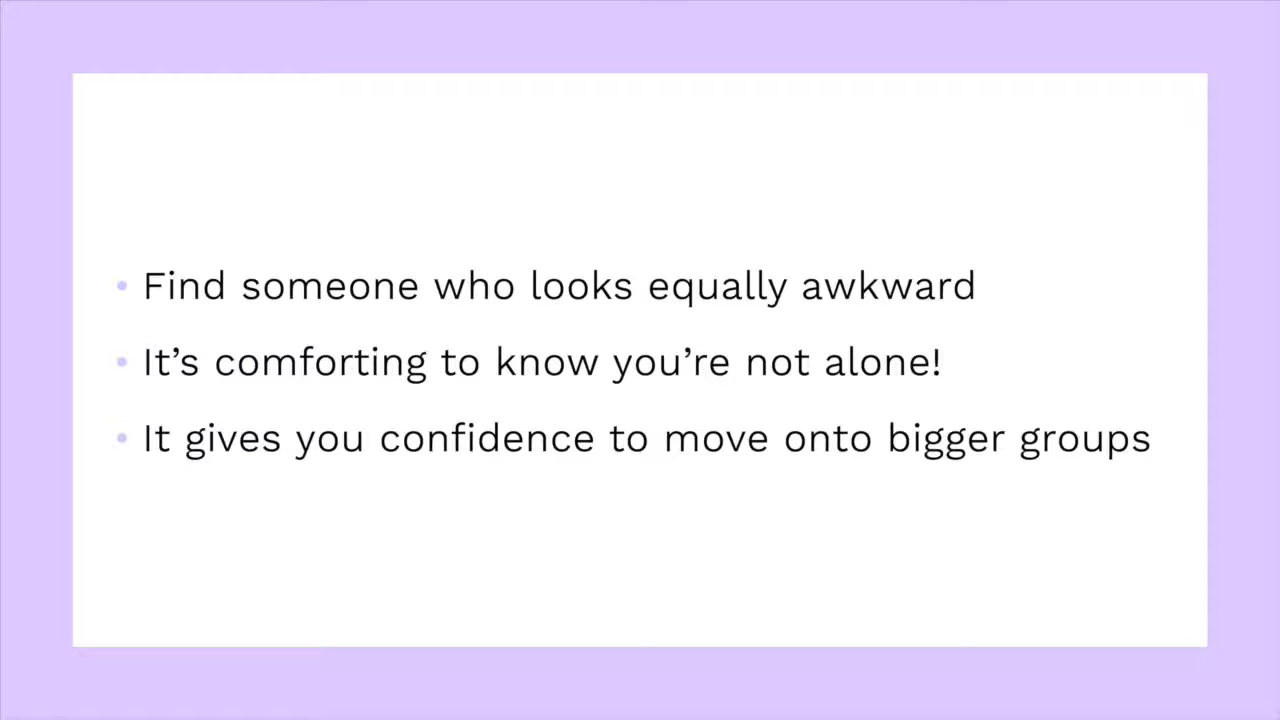 • Find someone who looks equally awkward
• It’s comforting to know you’re not alone!
• It gives you confidence to move onto bigger groups